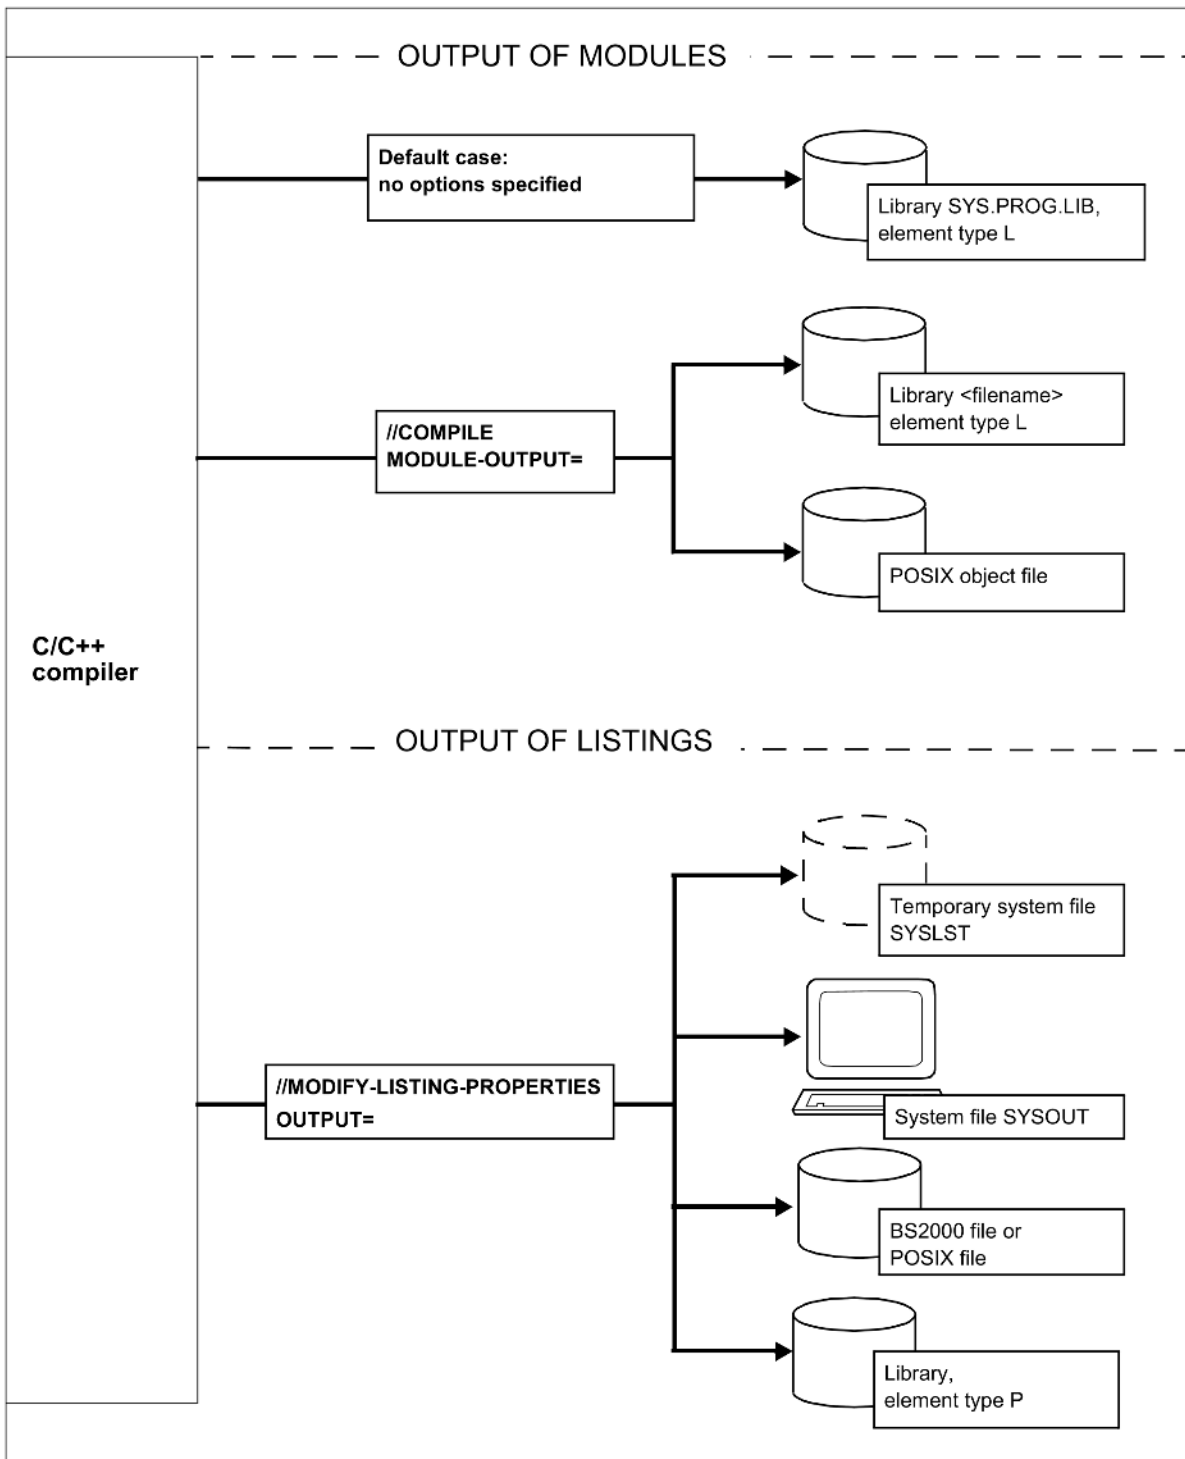 OUTPUT OF MODULES
Default case:
no options specified
Library SYS.PROG.LIB,
element type L
Library <filename>
element type L
//COMPILE
MODULE-OUTPUT=
POSIX object file
C/C++
compiler
OUTPUT OF LISTINGS
Temporary system file
SYSLST
//MODIFY-LISTING-PROPERTIES
OUTPUT=
System file SYSOUT
BS2000 file or
POSIX file
Library,
element type P